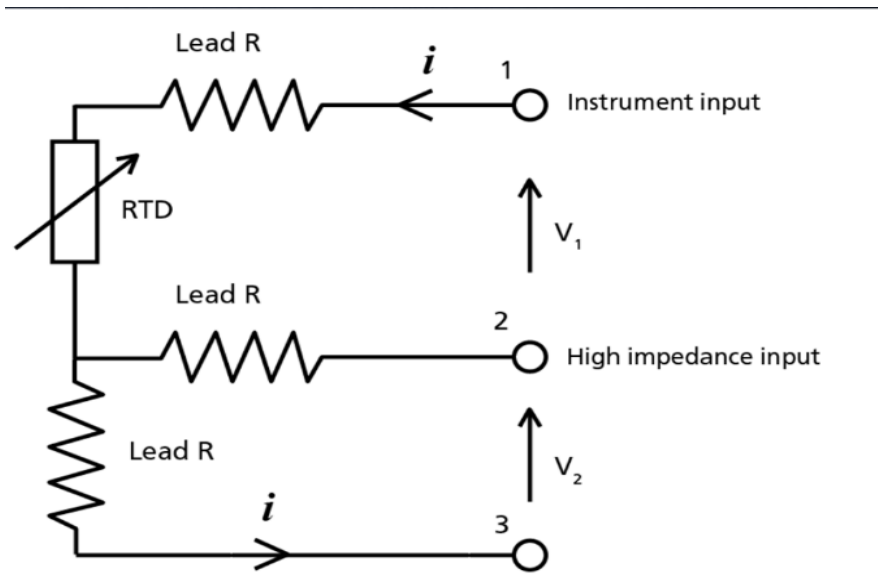 Lead R
i
1
Instrument input
RTD
V₁
Lead R
2
High impedance input
Lead R
V₂
i
3